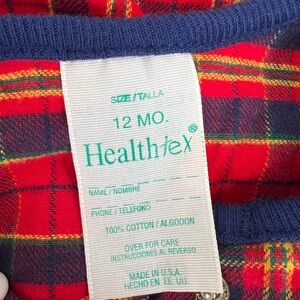 SIZE / TALLA
12 MO.
Healthtex®
NAME / NOMBRE
PHONE / TELEFONO
100% COTTON / ALGODON
OVER FOR CARE
INSTRUCCIONES AL REVERSO
MADE IN U.S.A.
HECHO EN EE. UU.